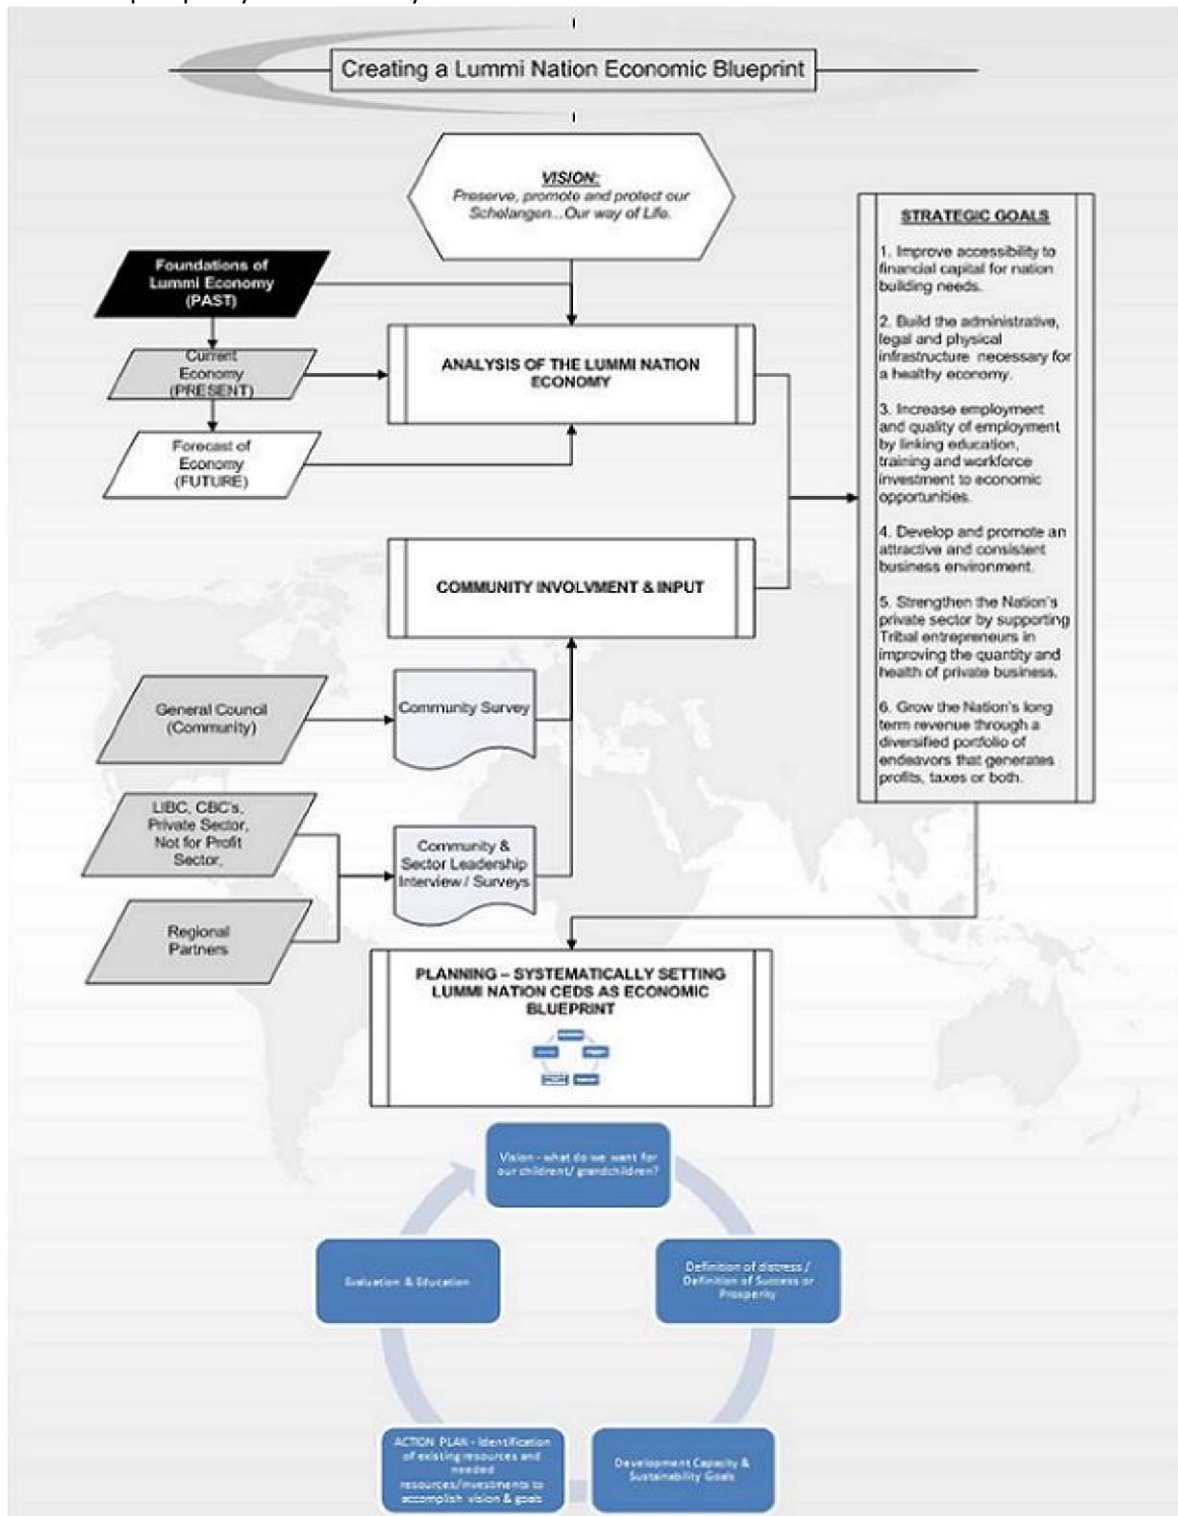 Creating a Lummi Nation Economic Blueprint
VISION:
Preserve, promote and protect our
Schelangen...Our way of Life.
Foundations of
Lummi Economy
(PAST)
Current
Economy
(PRESENT)
Forecast of
Economy
(FUTURE)
ANALYSIS OF THE LUMMI NATION
ECONOMY
COMMUNITY INVOLVMENT & INPUT
General Council
(Community)
Community Survey
LIBC, CBC's,
Private Sector,
Not for Profit
Sector,
Regional
Partners
Community &
Sector Leadership
Interview / Surveys
STRATEGIC GOALS
1. Improve accessibility to
financial capital for nation
building needs.
2. Build the administrative,
legal and physical
infrastructure necessary for
a healthy economy.
3. Increase employment
and quality of employment
by linking education,
training and workforce
investment to economic
opportunities.
4. Develop and promote an
attractive and consistent
business environment.
5. Strengthen the Nation's
private sector by supporting
Tribal entrepreneurs in
improving the quantity and
health of private business.
6. Grow the Nation's long
term revenue through a
diversified portfolio of
endeavors that generates
profits, taxes or both.
PLANNING – SYSTEMATICALLY SETTING
LUMMI NATION CEDS AS ECONOMIC
BLUEPRINT
Vision - what do we want for
our childrent/ grandchildren?
Definition of distress /
Definition of Success or
Prosperity
Development Capacity &
Sustainability Goals
ACTION PLAN - Identification
of existing resources and
needed
resources/investments to
accomplish vision & goals
Evaluation & Education